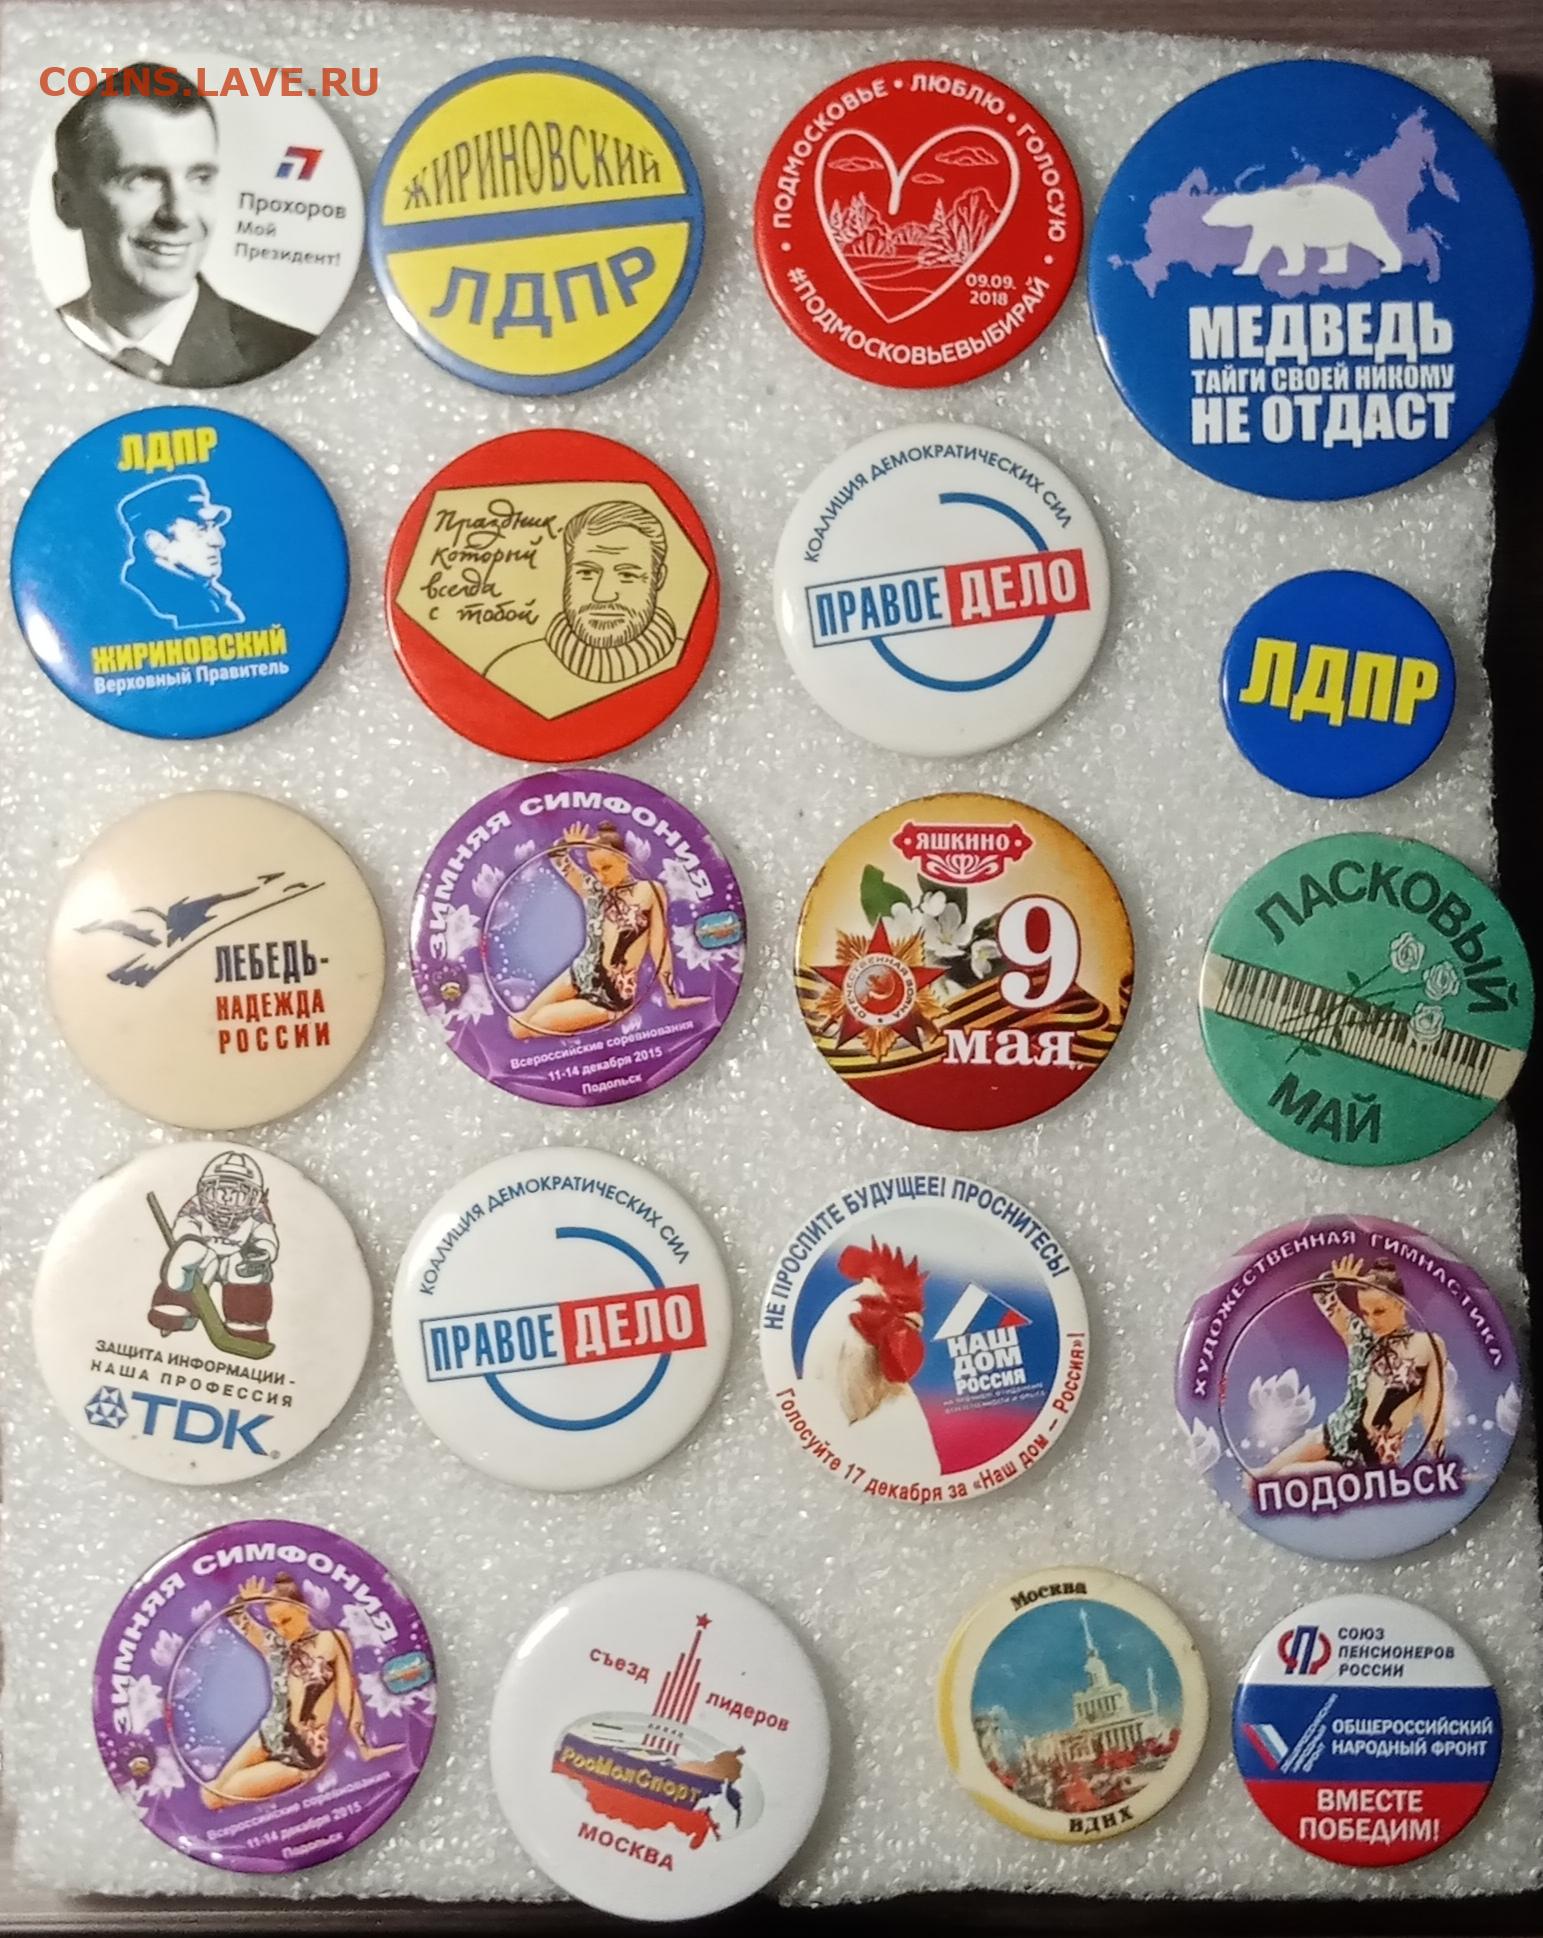 COINS.LAVE.RU
Прохоров
Мой
Президент!
ЖИРИНОВСКИЙ
ЛДПР
• ПОДМОСКОВЬЕ • ЛЮБЛЮ • ГОЛОСУЮ •
09.09.
2018
#ПОДМОСКОВЬЕВЫБИРАЙ
МЕДВЕДЬ
ТАЙГИ СВОЕЙ НИКОМУ
НЕ ОТДАСТ
ЛДПР
ЖИРИНОВСКИЙ
Верховный Правитель
Праздник,
который
всегда
с тобой
КОАЛИЦИЯ ДЕМОКРАТИЧЕСКИХ СИЛ
ПРАВОЕ ДЕЛО
ЛДПР
ЛЕБЕДЬ-
НАДЕЖДА
РОССИИ
ЗИМНЯЯ СИМФОНИЯ
Всероссийские соревнования
11-14 декабря 2015
Подольск
• ЯШКИНО •
ОТЕЧЕСТВЕННАЯ ВОЙНА
9
мая
ЛАСКОВЫЙ
МАЙ
TDK
ЗАЩИТА ИНФОРМАЦИИ -
НАША ПРОФЕССИЯ
TDK
КОАЛИЦИЯ ДЕМОКРАТИЧЕСКИХ СИЛ
ПРАВОЕ ДЕЛО
НЕ ПРОСПИТЕ БУДУЩЕЕ! ПРОСНИТЕСЬ!
НАШ
ДОМ
РОССИЯ
Голосуйте 17 декабря за «Наш дом – Россия»!
ХУДОЖЕСТВЕННАЯ ГИМНАСТИКА
ПОДОЛЬСК
ЗИМНЯЯ СИМФОНИЯ
Всероссийские соревнования
11-14 декабря 2015
Подольск
съезд
лидеров
РосМолСпорт
МОСКВА
Москва
ВДНХ
СОЮЗ
ПЕНСИОНЕРОВ
РОССИИ
ОБЩЕРОССИЙСКИЙ
НАРОДНЫЙ ФРОНТ
ВМЕСТЕ
ПОБЕДИМ!